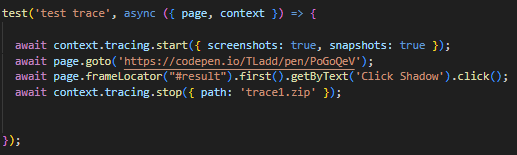 test('test trace', async ({ page, context }) => {
await context.tracing.start({ screenshots: true, snapshots: true });
await page.goto('https://codepen.io/TLadd/pen/PoGoQeV');
await page.frameLocator("#result").first().getByText('Click Shadow').click();
await context.tracing.stop({ path: 'trace1.zip' });
});